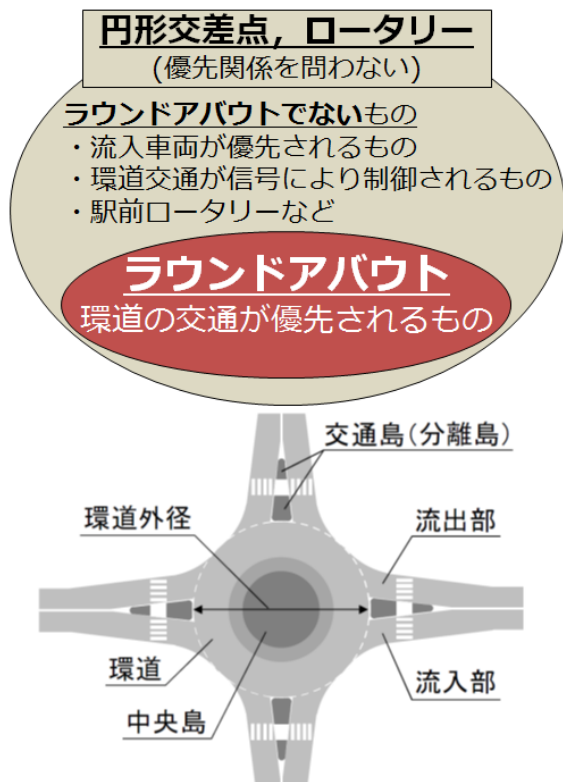 円形交差点，ロータリー
(優先関係を問わない)
ラウンドアバウトでないもの
・流入車両が優先されるもの
・環道交通が信号により制御されるもの
・駅前ロータリーなど
ラウンドアバウト
環道の交通が優先されるもの
交通島（分離島）
環道外径
流出部
環道
流入部
中央島